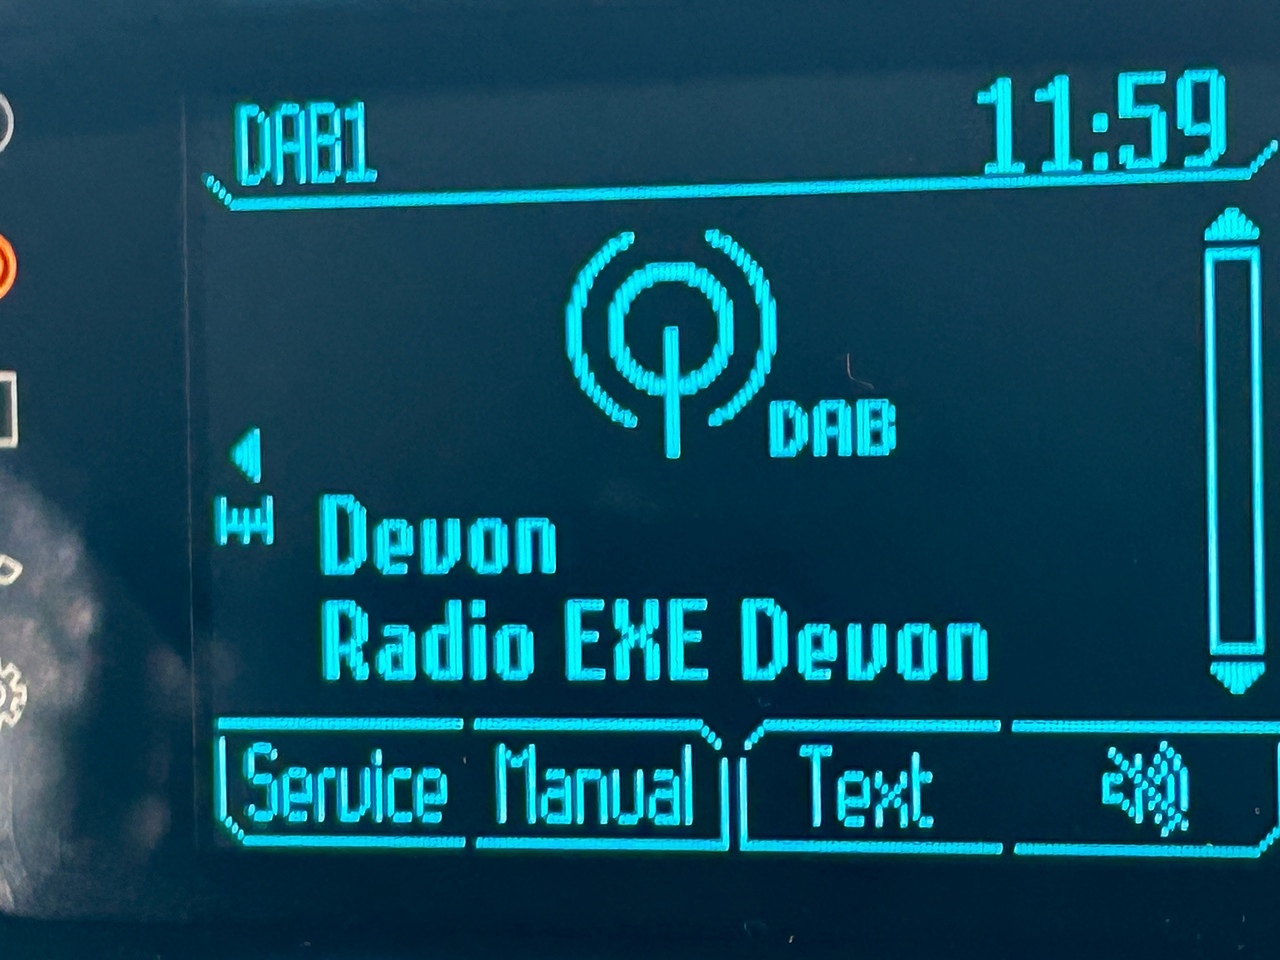 DAB1
11:59
DAB
Devon
Radio EXE Devon
Service Manual Text